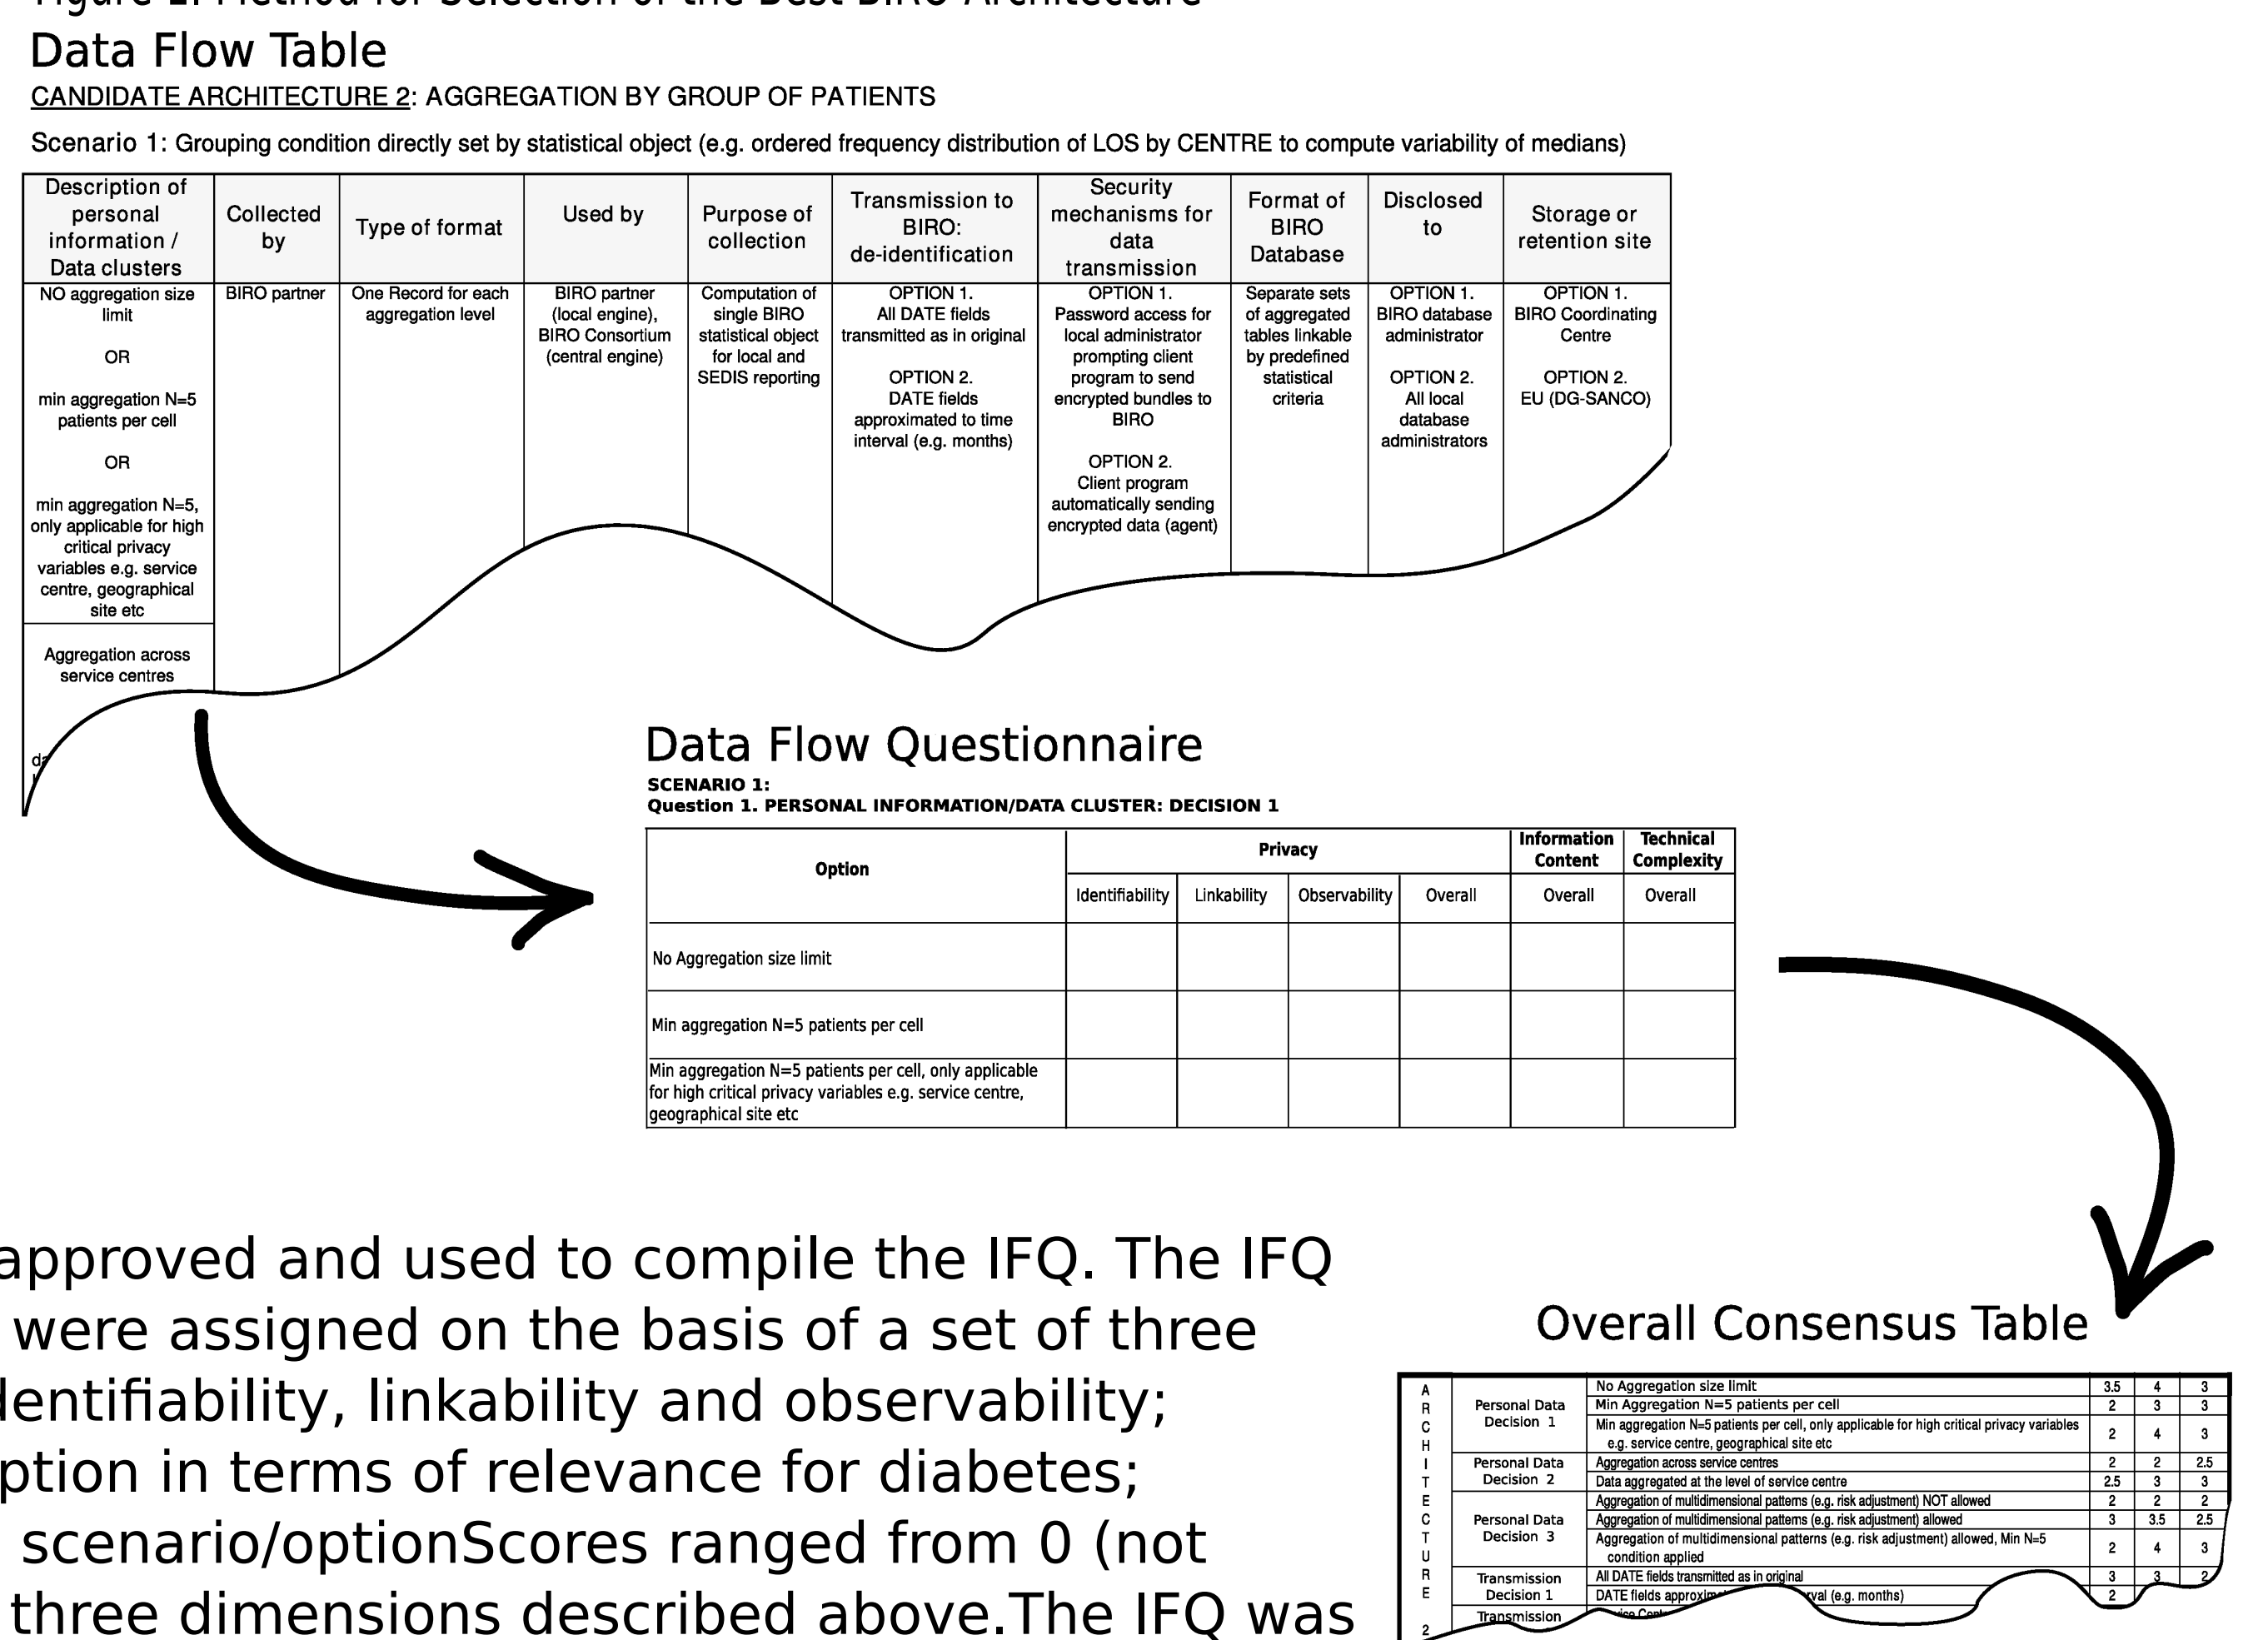 Figure 2. Method for Selection of the Best BIRO Architecture
Data Flow Table
CANDIDATE ARCHITECTURE 2: AGGREGATION BY GROUP OF PATIENTS
Scenario 1: Grouping condition directly set by statistical object (e.g. ordered frequency distribution of LOS by CENTRE to compute variability of medians)
Description of
personal
information /
Data clusters
Collected
by
Type of format
Used by
Purpose of
collection
Transmission to
BIRO:
de-identification
Security
mechanisms for
data
transmission
Format of
BIRO
Database
Disclosed
to
Storage or
retention site
NO aggregation size
limit
OR
min aggregation N=5
patients per cell
OR
min aggregation N=5,
only applicable for high
critical privacy
variables e.g. service
centre, geographical
site etc
Aggregation across
service centres
BIRO partner
One Record for each
aggregation level
BIRO partner
(local engine),
BIRO Consortium
(central engine)
Computation of
single BIRO
statistical object
for local and
SEDIS reporting
OPTION 1.
All DATE fields
transmitted as in original
OPTION 2.
DATE fields
approximated to time
interval (e.g. months)
OPTION 1.
Password access for
local administrator
prompting client
program to send
encrypted bundles to
BIRO
OPTION 2.
Client program
automatically sending
encrypted data (agent)
Separate sets
of aggregated
tables linkable
by predefined
statistical
criteria
OPTION 1.
BIRO database
administrator
OPTION 2.
All local
database
administrators
OPTION 1.
BIRO Coordinating
Centre
OPTION 2.
EU (DG-SANCO)
Data Flow Questionnaire
SCENARIO 1:
Question 1. PERSONAL INFORMATION/DATA CLUSTER: DECISION 1
Option
Privacy
Information
Content
Technical
Complexity
Identifiability Linkability Observability Overall Overall Overall
No Aggregation size limit
Min aggregation N=5 patients per cell
Min aggregation N=5 patients per cell, only applicable
for high critical privacy variables e.g. service centre,
geographical site etc
approved and used to compile the IFQ. The IFQ
were assigned on the basis of a set of three
dentifiability, linkability and observability;
ption in terms of relevance for diabetes;
scenario/optionScores ranged from 0 (not
three dimensions described above.The IFQ was
Overall Consensus Table
ARCHITECTURE 2
Personal Data
Decision 1
No Aggregation size limit 3.5 4 3
Min Aggregation N=5 patients per cell 2 3 3
Min aggregation N=5 patients per cell, only applicable for high critical privacy variables
e.g. service centre, geographical site etc 2 4 3
Personal Data
Decision 2
Aggregation across service centres 2 2 2.5
Data aggregated at the level of service centre 2.5 3 3
Personal Data
Decision 3
Aggregation of multidimensional patterns (e.g. risk adjustment) NOT allowed 2 2 2
Aggregation of multidimensional patterns (e.g. risk adjustment) allowed 3 3.5 2.5
Aggregation of multidimensional patterns (e.g. risk adjustment) allowed, Min N=5
condition applied 2 4 3
Transmission
Decision 1
All DATE fields transmitted as in original 3 3 2
DATE fields approxim rval (e.g. months) 2
Transmission